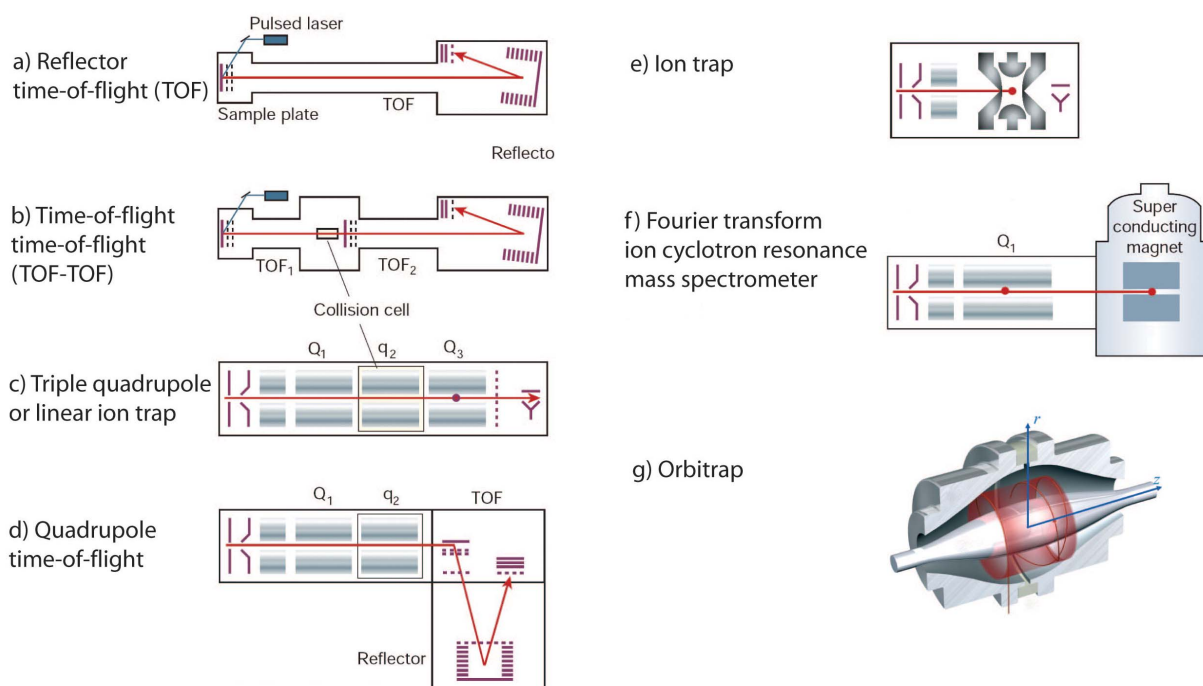 a) Reflector
time-of-flight (TOF)
Pulsed laser
Sample plate
TOF
Reflecto
b) Time-of-flight
time-of-flight
(TOF-TOF)
TOF1
TOF2
Collision cell
c) Triple quadrupole
or linear ion trap
Q1
q2
Q3
d) Quadrupole
time-of-flight
Q1
q2
TOF
Reflector
e) Ion trap
f) Fourier transform
ion cyclotron resonance
mass spectrometer
Q1
Super
conducting
magnet
g) Orbitrap
r
z